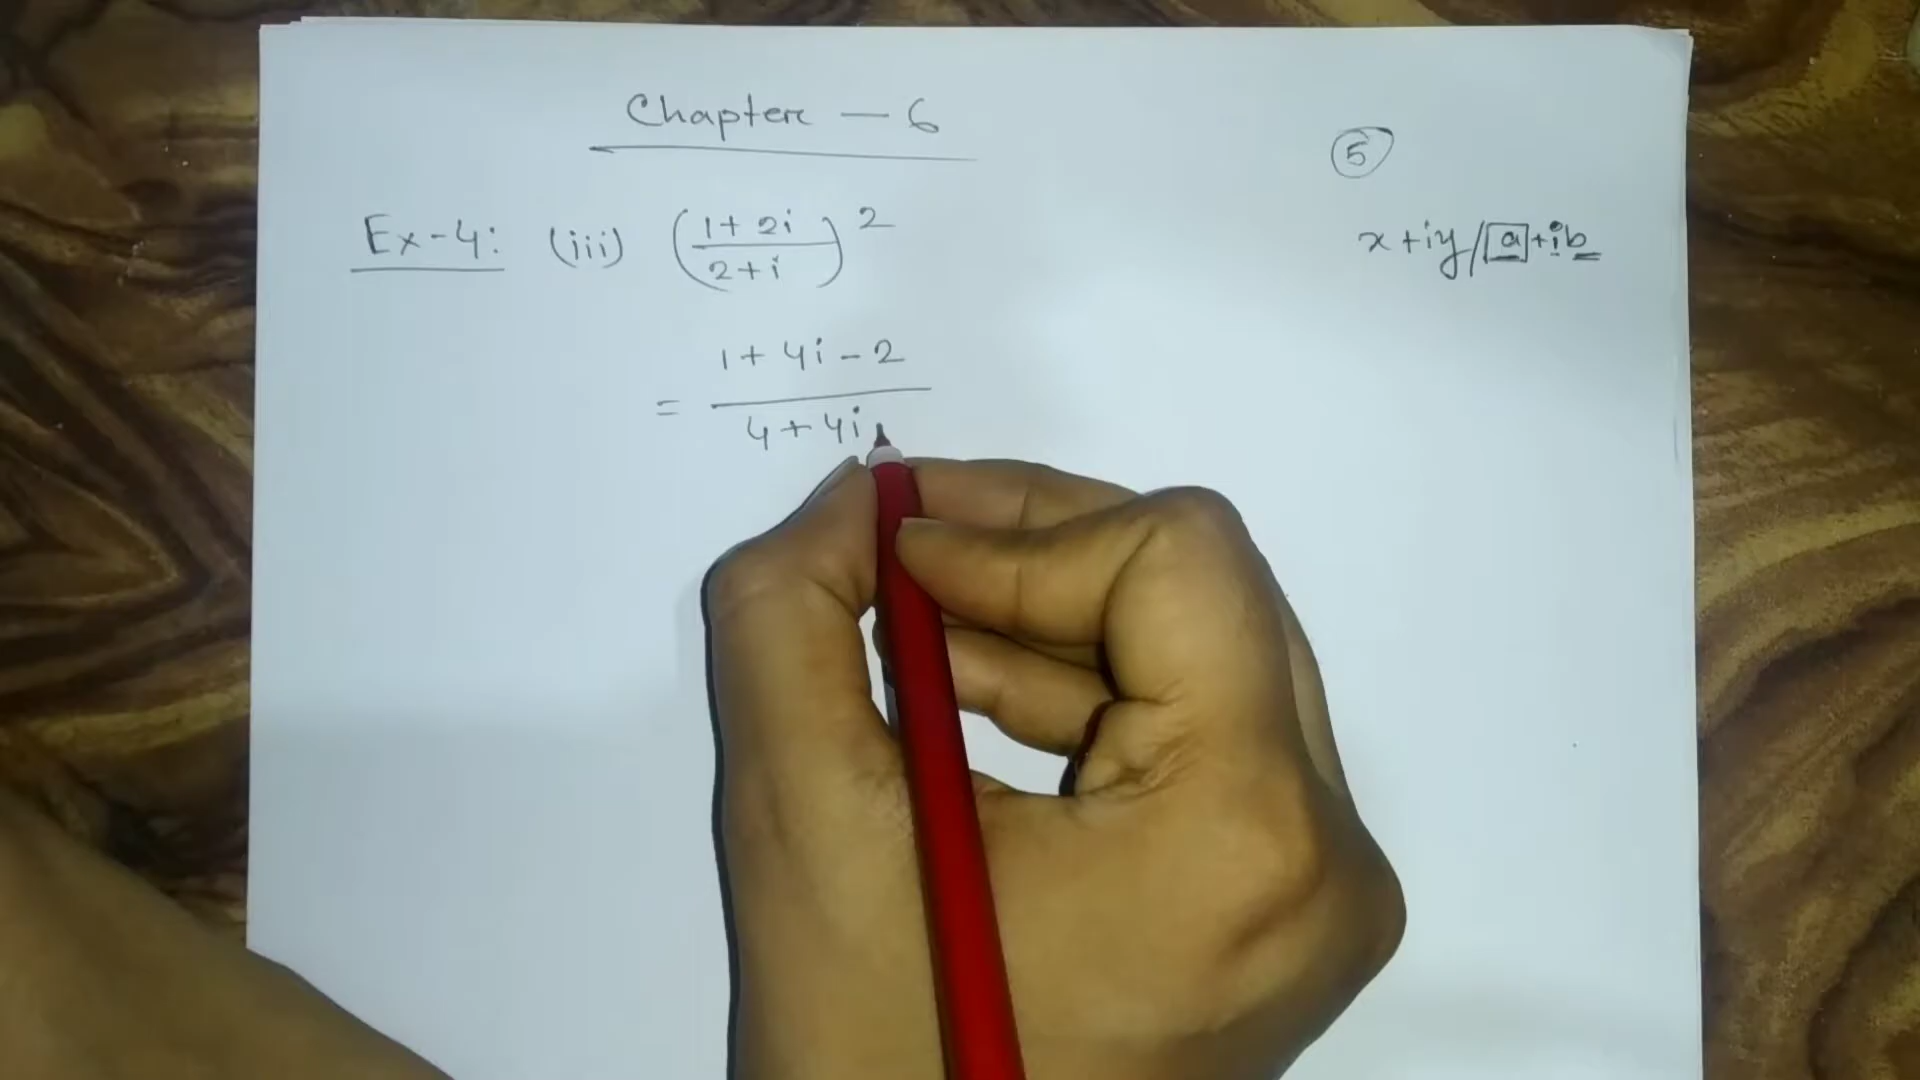 Chapter — 6
5
Ex-4: (iii) (1+2i / 2+i)^2
x+iy/a+ib
= 1+4i-2 / 4+4i